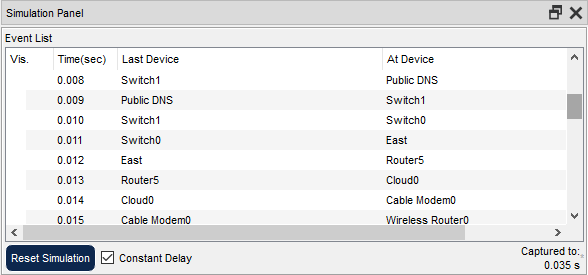 Simulation Panel
Event List
Vis. Time(sec) Last Device At Device
0.008 Switch1 Public DNS
0.009 Public DNS Switch1
0.010 Switch1 Switch0
0.011 Switch0 East
0.012 East Router5
0.013 Router5 Cloud0
0.014 Cloud0 Cable Modem0
0.015 Cable Modem0 Wireless Router0
Reset Simulation Constant Delay Captured to:
0.035 s